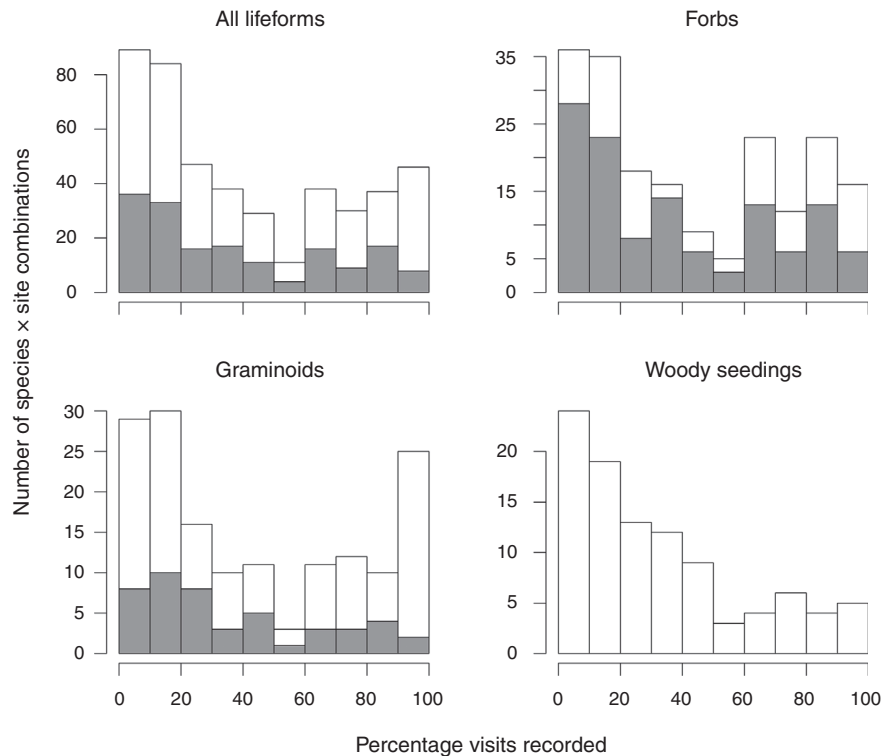 All lifeforms
Forbs
80
60
40
20
0
35
25
15
5
0
Graminoids
Woody seedings
30
25
20
15
10
5
0
20
15
10
5
0
0 20 40 60 80 100
0 20 40 60 80 100
Number of species × site combinations
Percentage visits recorded